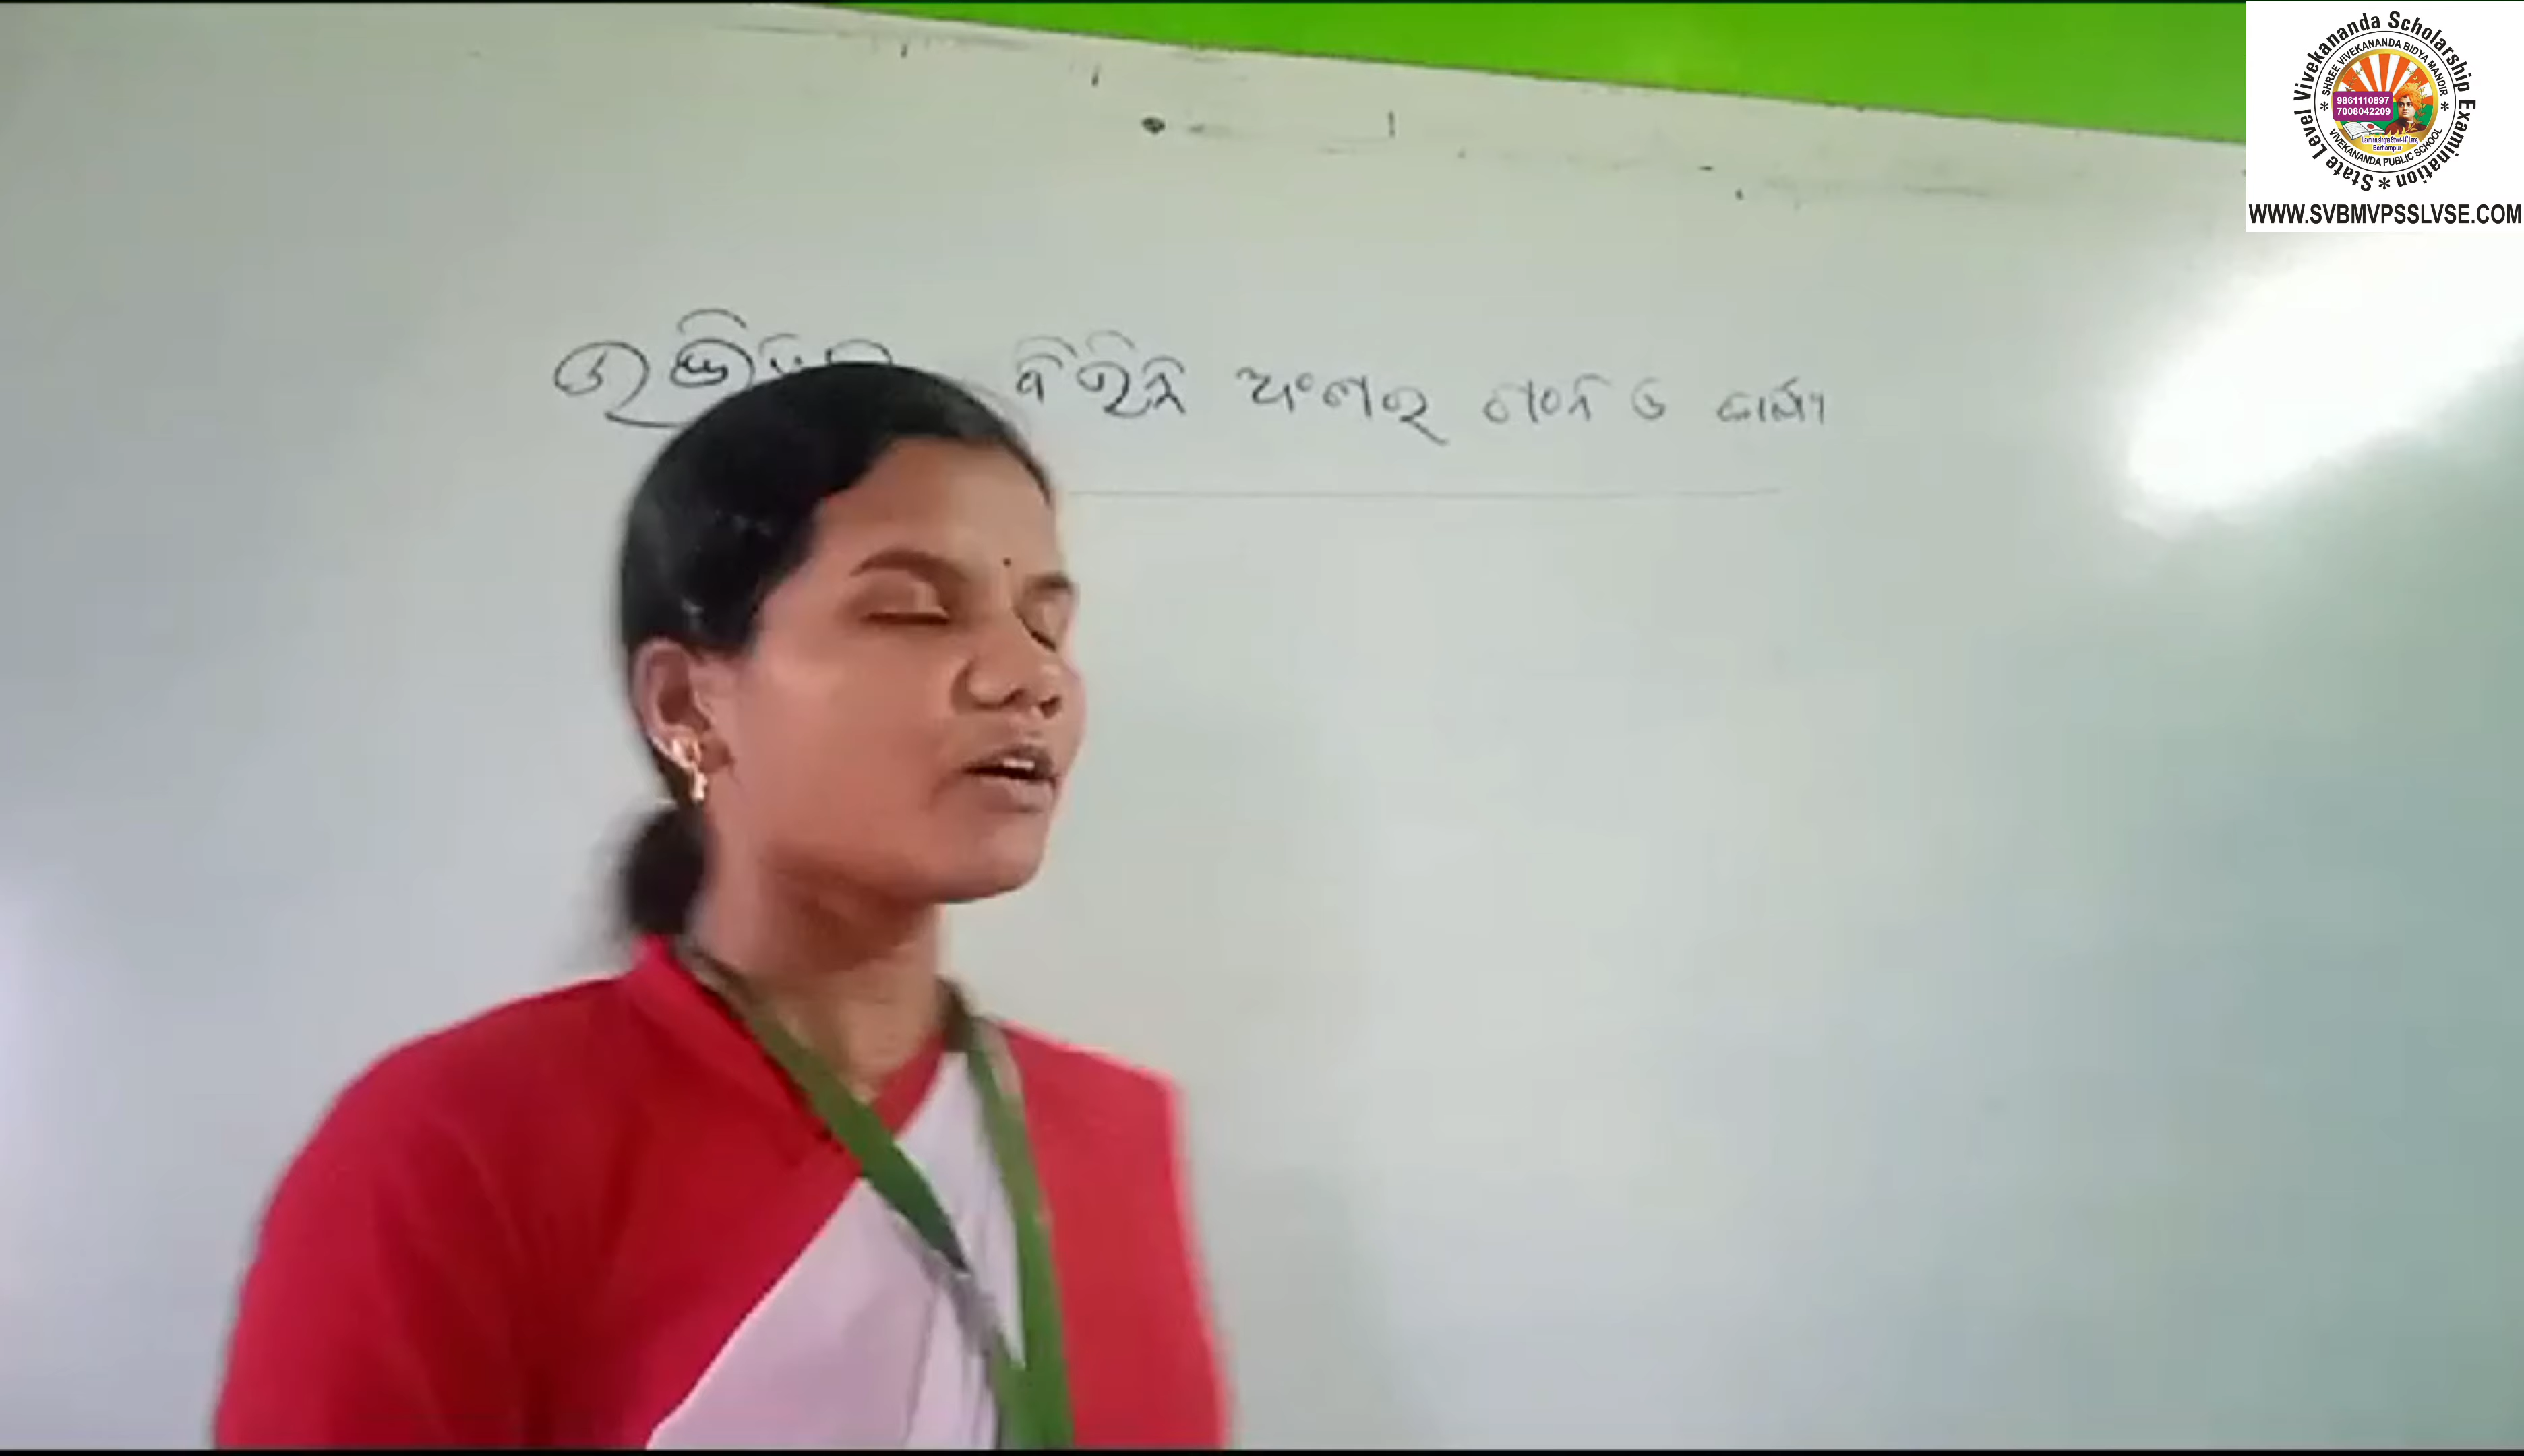 ବିଭିନ୍ନ ଅଂଶର ଗଠନ ଓ କାର୍ଯ୍ୟ
State Level Vivekananda Scholarship Examination
SHREE VIVEKANANDA BIDYA MANDIR
9861110897
7008042209
Berhampur
VIVEKANANDA PUBLIC SCHOOL
WWW.SVBMVPSSLVSE.COM